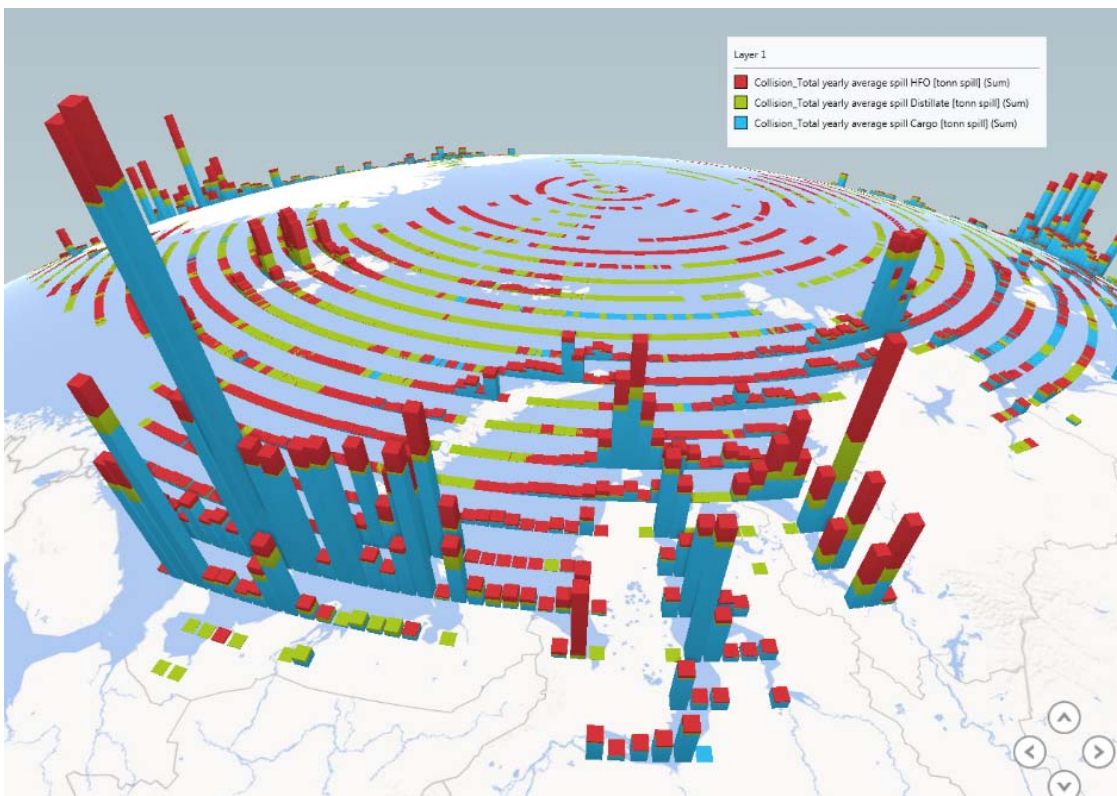 Layer 1
Collision_Total yearly average spill HFO [tonn spill] (Sum)
Collision_Total yearly average spill Distillate [tonn spill] (Sum)
Collision_Total yearly average spill Cargo [tonn spill] (Sum)